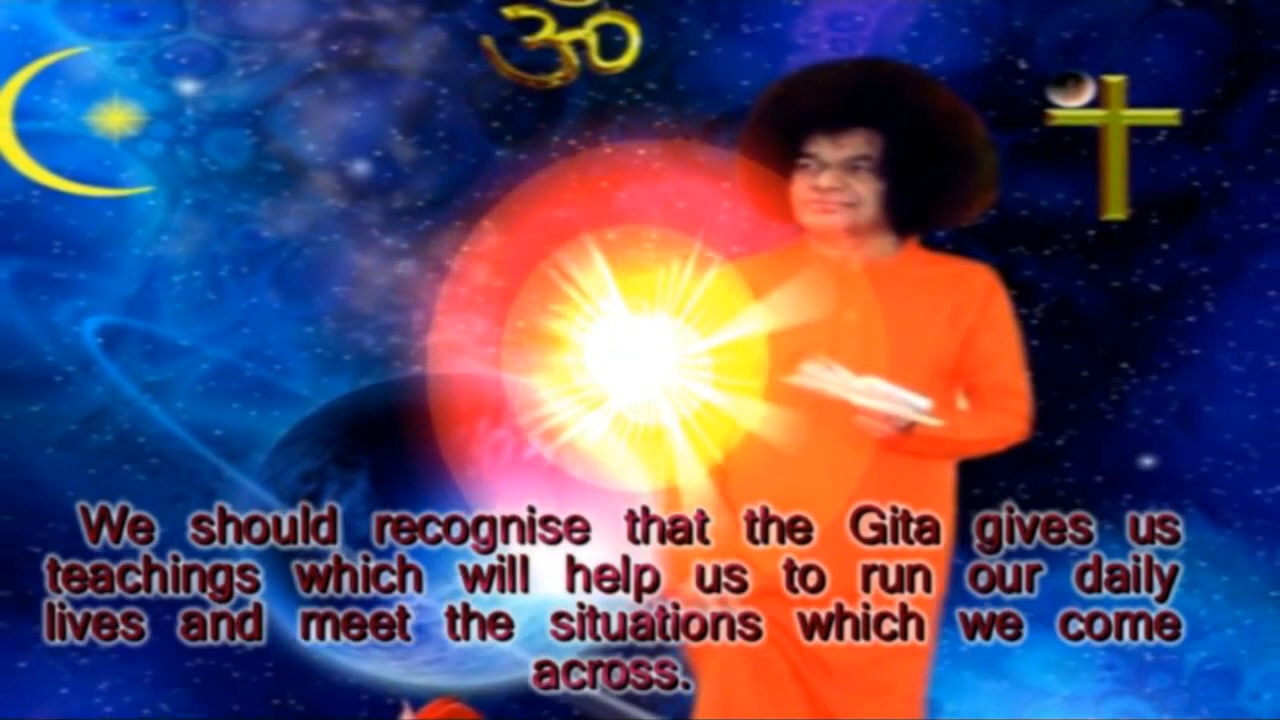 We should recognise that the Gita gives us
teachings which will help us to run our daily
lives and meet the situations which we come
across.